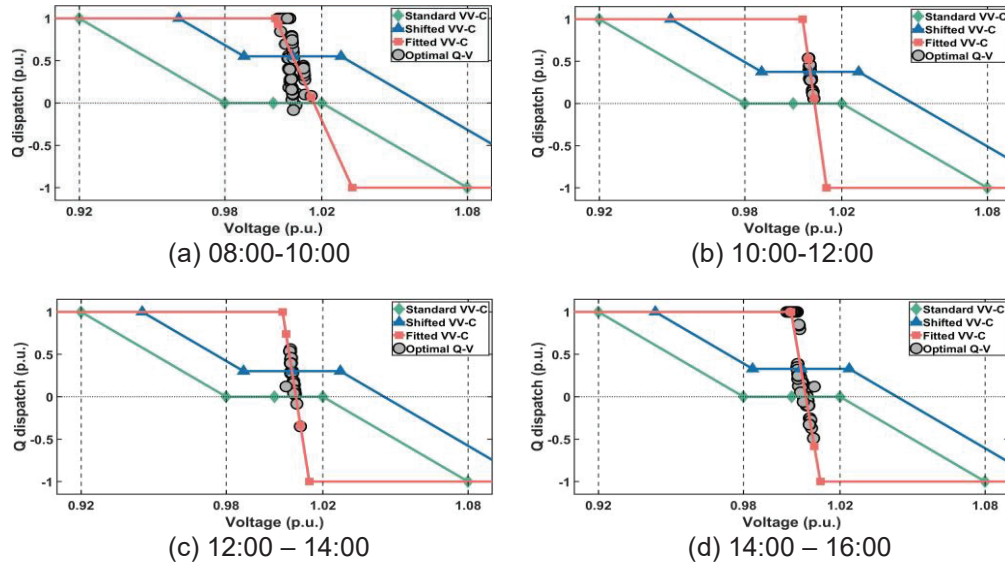 Standard VV-C
Shifted VV-C
Fitted VV-C
Optimal Q-V
Q dispatch (p.u.)
1
0.5
0
-0.5
-1
0.92
0.98
1.02
1.08
Voltage (p.u.)
(a) 08:00-10:00
Standard VV-C
Shifted VV-C
Fitted VV-C
Optimal Q-V
Q dispatch (p.u.)
1
0.5
0
-0.5
-1
0.92
0.98
1.02
1.08
Voltage (p.u.)
(b) 10:00-12:00
Standard VV-C
Shifted VV-C
Fitted VV-C
Optimal Q-V
Q dispatch (p.u.)
1
0.5
0
-0.5
-1
0.92
0.98
1.02
1.08
Voltage (p.u.)
(c) 12:00 – 14:00
Standard VV-C
Shifted VV-C
Fitted VV-C
Optimal Q-V
Q dispatch (p.u.)
1
0.5
0
-0.5
-1
0.92
0.98
1.02
1.08
Voltage (p.u.)
(d) 14:00 – 16:00